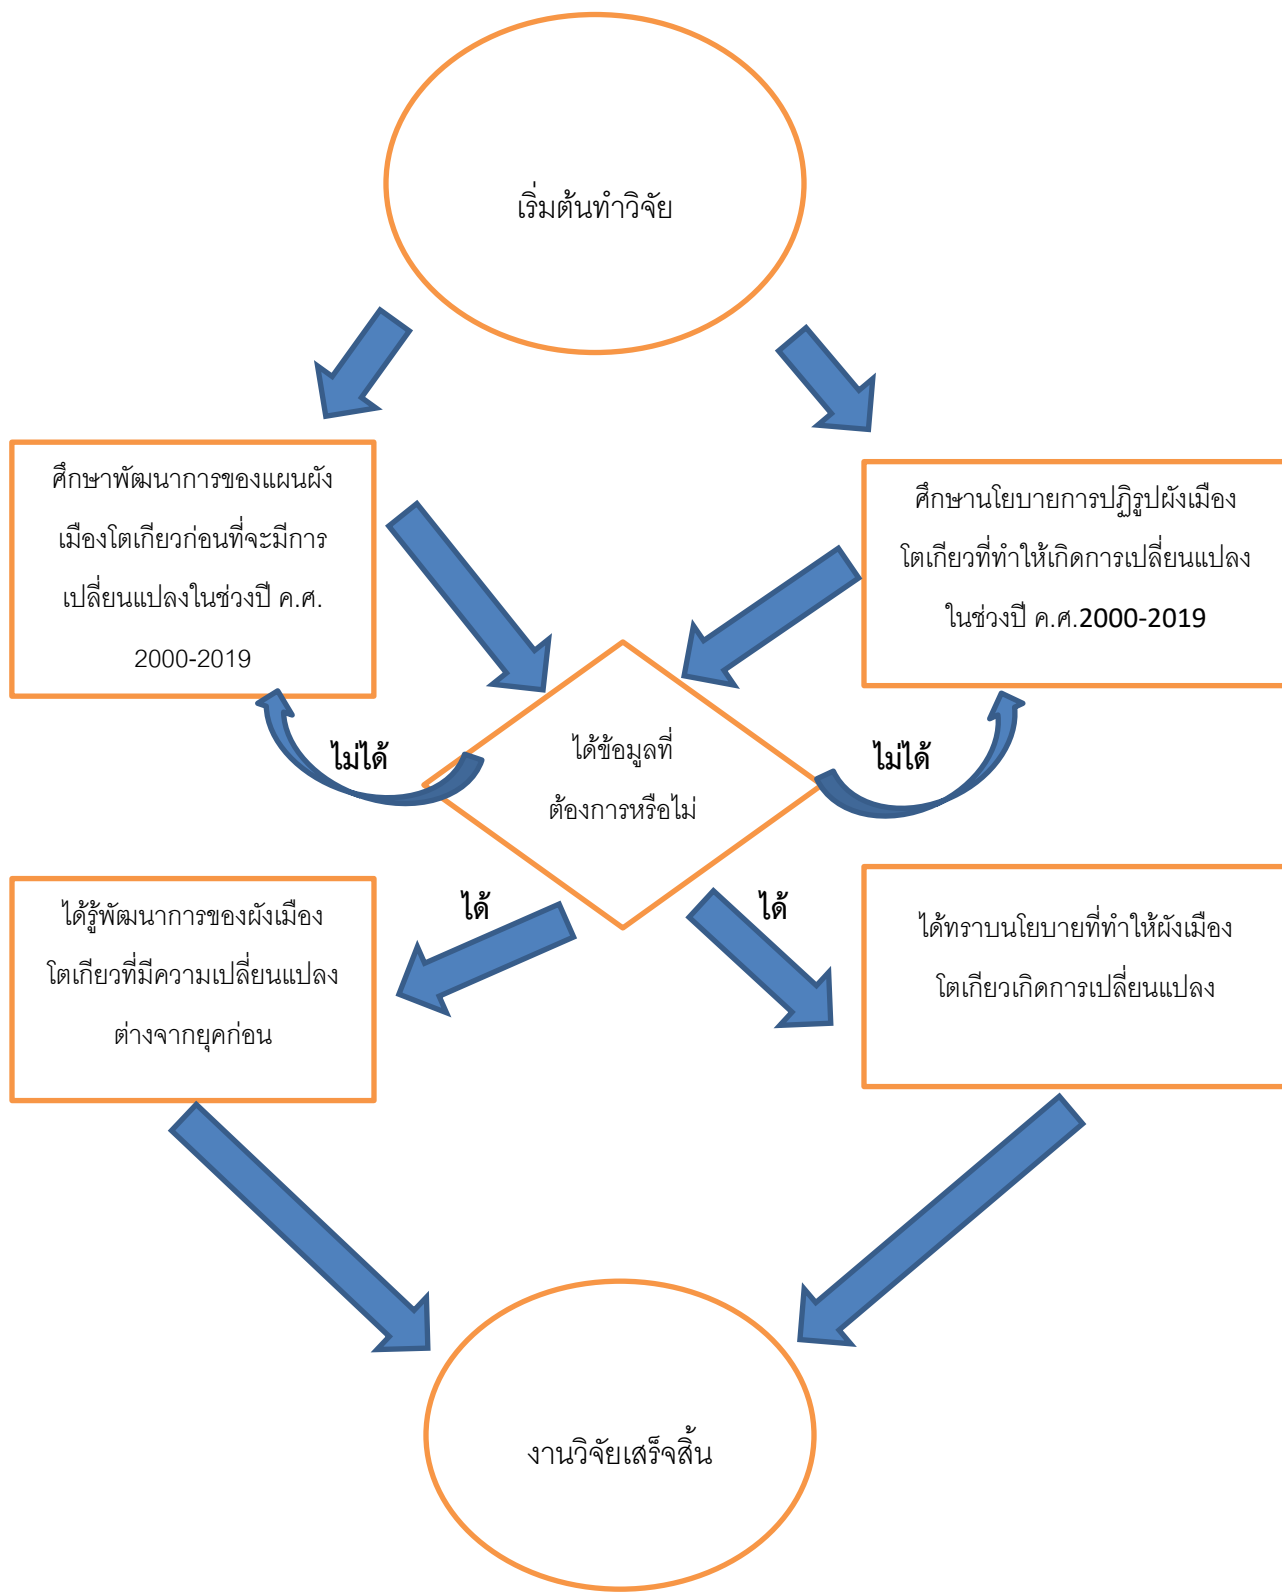 เริ่มต้นทำวิจัย
ศึกษาพัฒนาการของแผนผัง
เมืองโตเกียวก่อนที่จะมีการ
เปลี่ยนแปลงในช่วงปี ค.ศ.
2000-2019
ศึกษานโยบายการปฏิรูปผังเมือง
โตเกียวที่ทำให้เกิดการเปลี่ยนแปลง
ในช่วงปี ค.ศ.2000-2019
ไม่ได้
ได้ข้อมูลที่
ต้องการหรือไม่
ไม่ได้
ได้
ได้
ได้รู้พัฒนาการของผังเมือง
โตเกียวที่มีความเปลี่ยนแปลง
ต่างจากยุคก่อน
ได้ทราบนโยบายที่ทำให้ผังเมือง
โตเกียวเกิดการเปลี่ยนแปลง
งานวิจัยเสร็จสิ้น